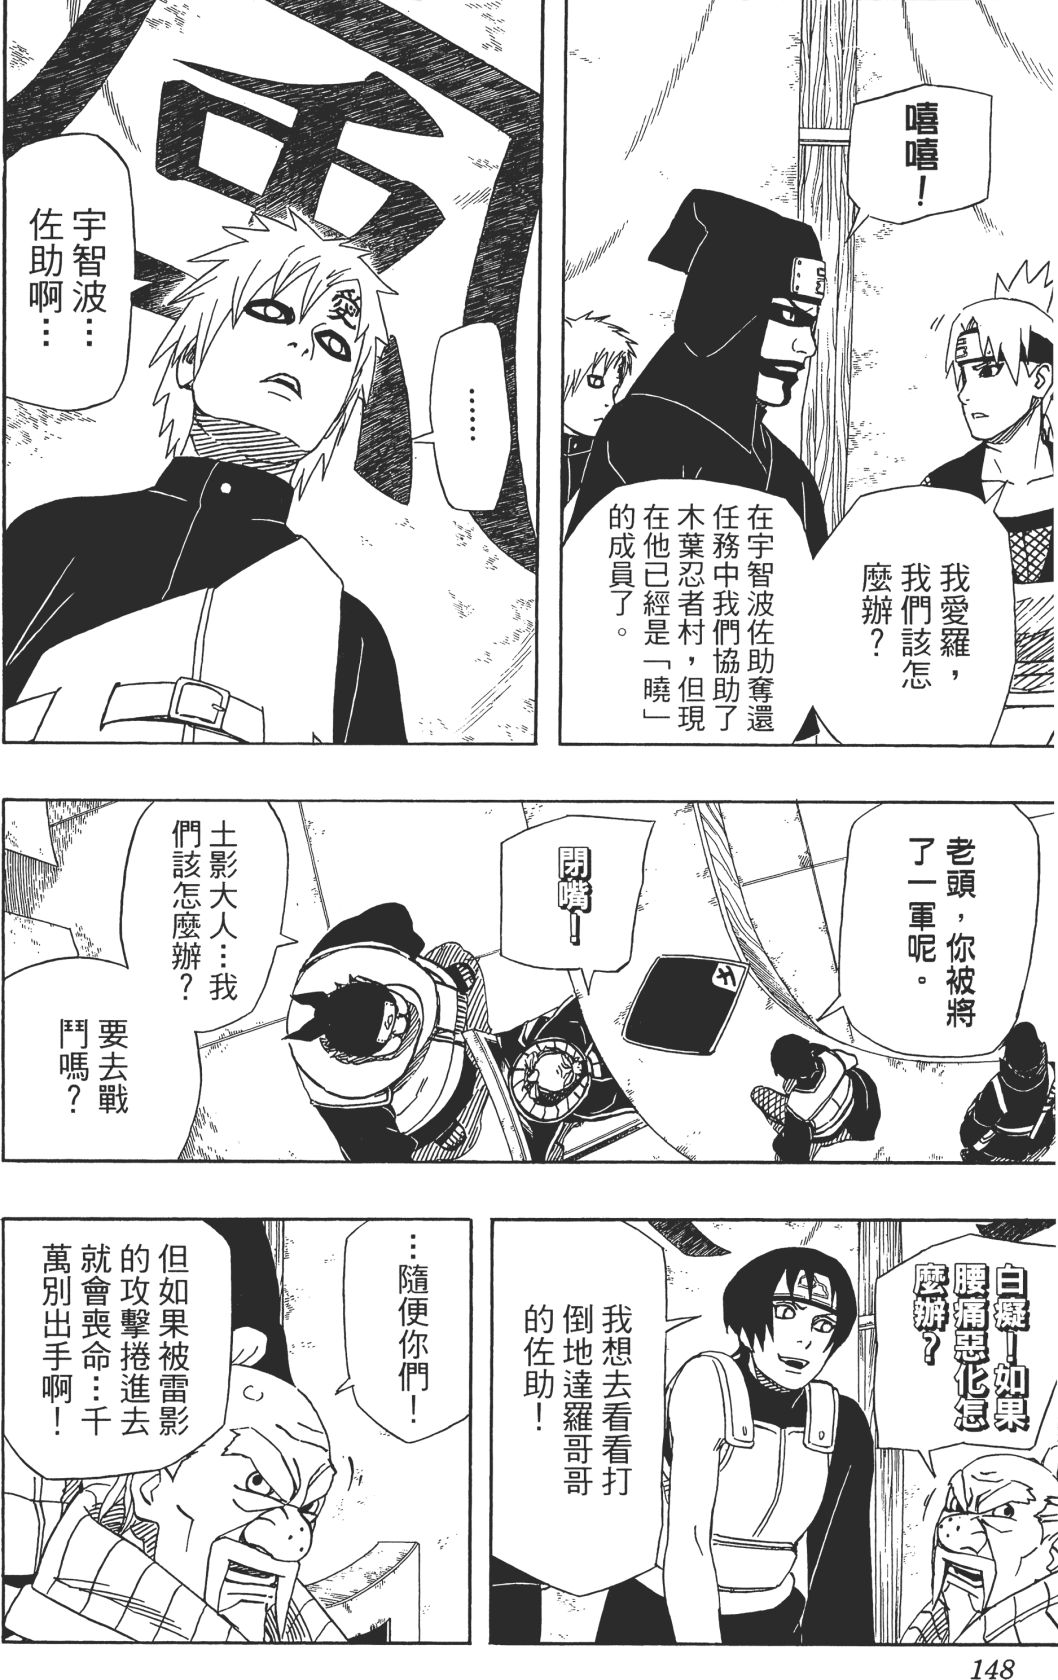 嘻嘻！
我愛羅，
我們該怎
麼辦？
在宇智波佐助奪還
任務中我們協助了
木葉忍者村，但現
在他已經是「曉」
的成員了。
愛
……
宇智波…
佐助啊…
老頭，你被將
了一軍呢。
閉嘴！
土
土影大人…我
們該怎麼辦？
要去戰
鬥嗎？
白癡！如果
腰痛惡化怎
麼辦？
我想去看看打
倒地達羅哥哥
的佐助！
…隨便你們！
但如果被雷影
的攻擊捲進去
就會喪命…千
萬別出手啊！
148